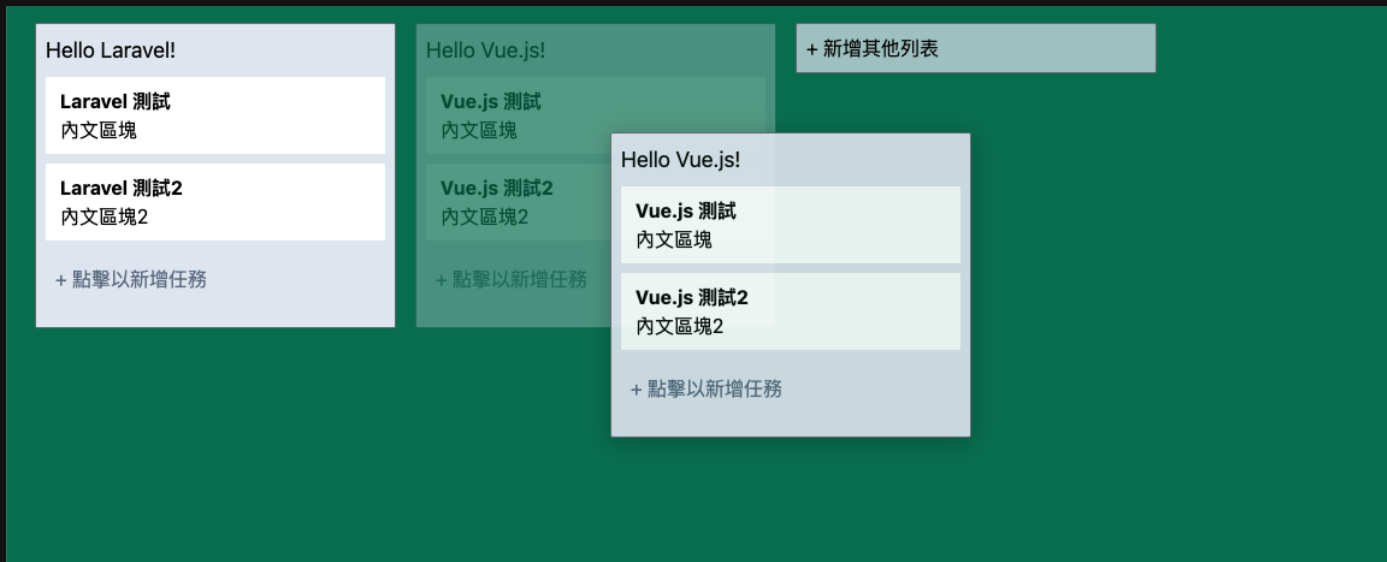 Hello Laravel!
Laravel 測試
內文區塊
Laravel 測試2
內文區塊2
+ 點擊以新增任務
Hello Vue.js!
Vue.js 測試
內文區塊
Vue.js 測試2
內文區塊2
+ 點擊以新增任務
+ 新增其他列表
Hello Vue.js!
Vue.js 測試
內文區塊
Vue.js 測試2
內文區塊2
+ 點擊以新增任務